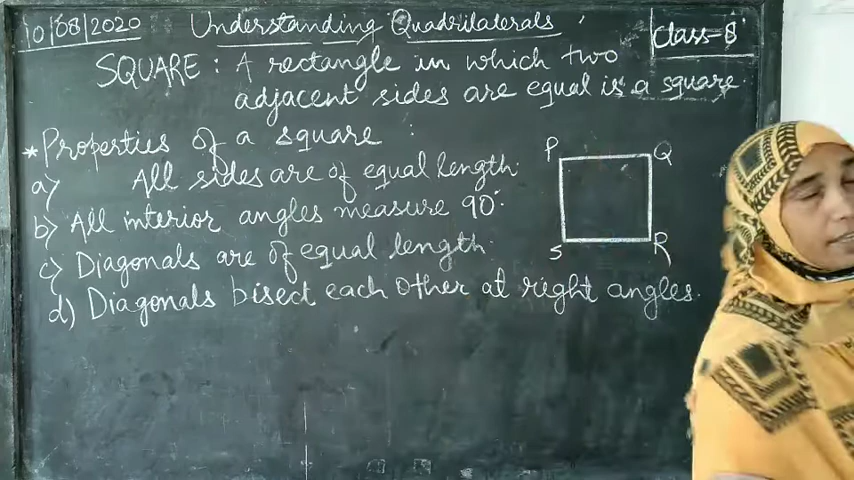 10/08/2020 Understanding Quadrilaterals Class-8
SQUARE : A rectangle in which two
adjacent sides are equal is a square.
* Properties of a square :
a) All sides are of equal length.
b) All interior angles measure 90°.
c) Diagonals are of equal length.
d) Diagonals bisect each other at right angles.
P Q
S R